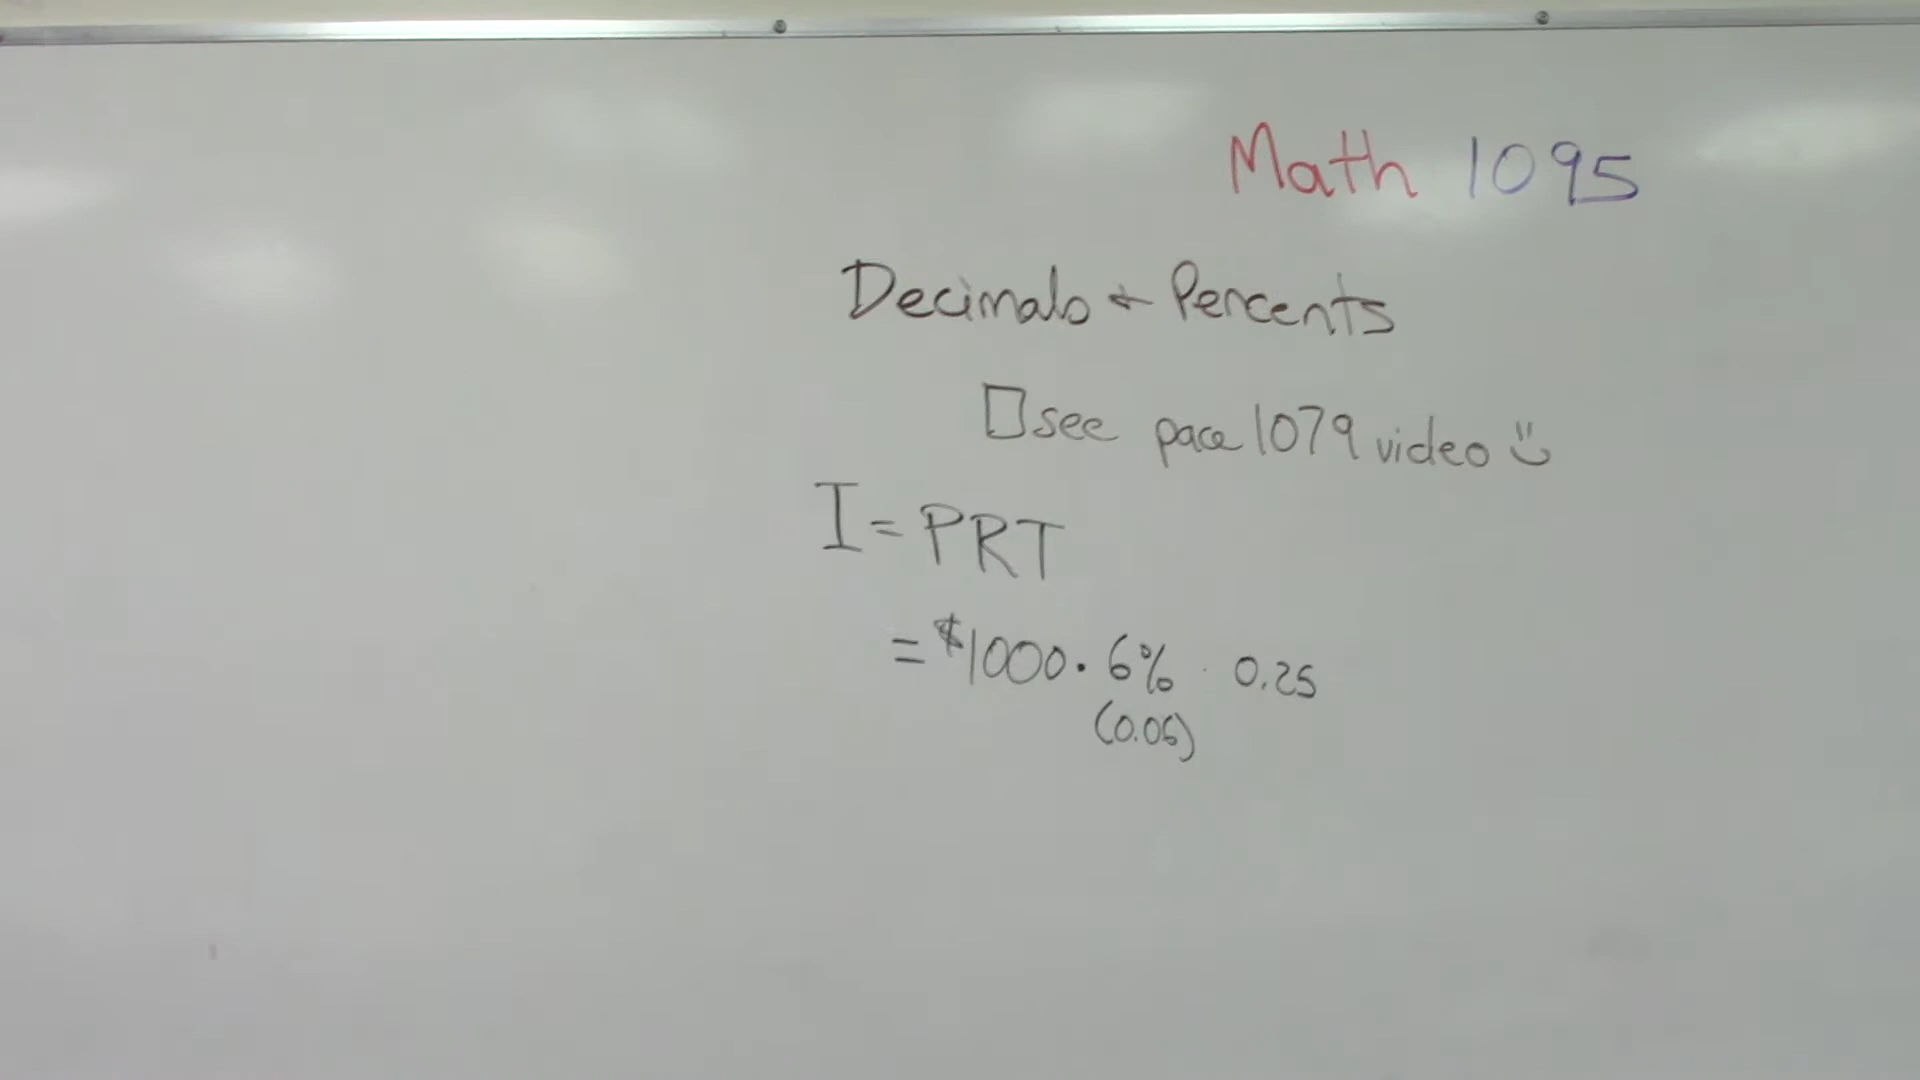 Math 1095
Decimals + Percents
see pace 1079 video
I = PRT
= $1000 · 6% · 0.25
(0.06)